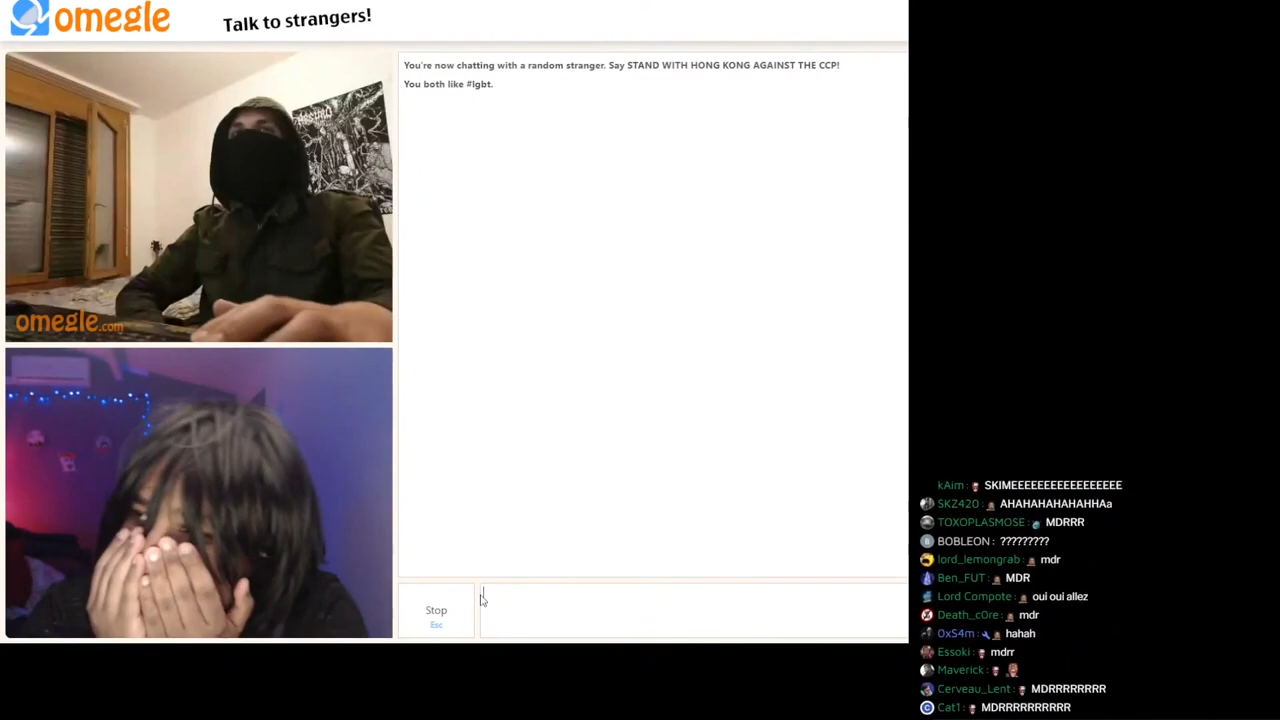 omegle
Talk to strangers!
You're now chatting with a random stranger. Say STAND WITH HONG KONG AGAINST THE CCP!
You both like #lgbt.
omegle.com
Stop
Esc
kAim : SKIMEEEEEEEEEEEEEEEEE
SKZ420 : AHAHAHAHAHAHHAa
TOXOPLASMOSE : MDRRR
BOBLEON : ?????????
lord_lemongrab : mdr
Ben_FUT : MDR
Lord Compote : oui oui allez
Death_c0re : mdr
0xS4m : hahah
Essoki : mdrr
Maverick :
Cerveau_Lent : MDRRRRRRRR
Cat1 : MDRRRRRRRRRR